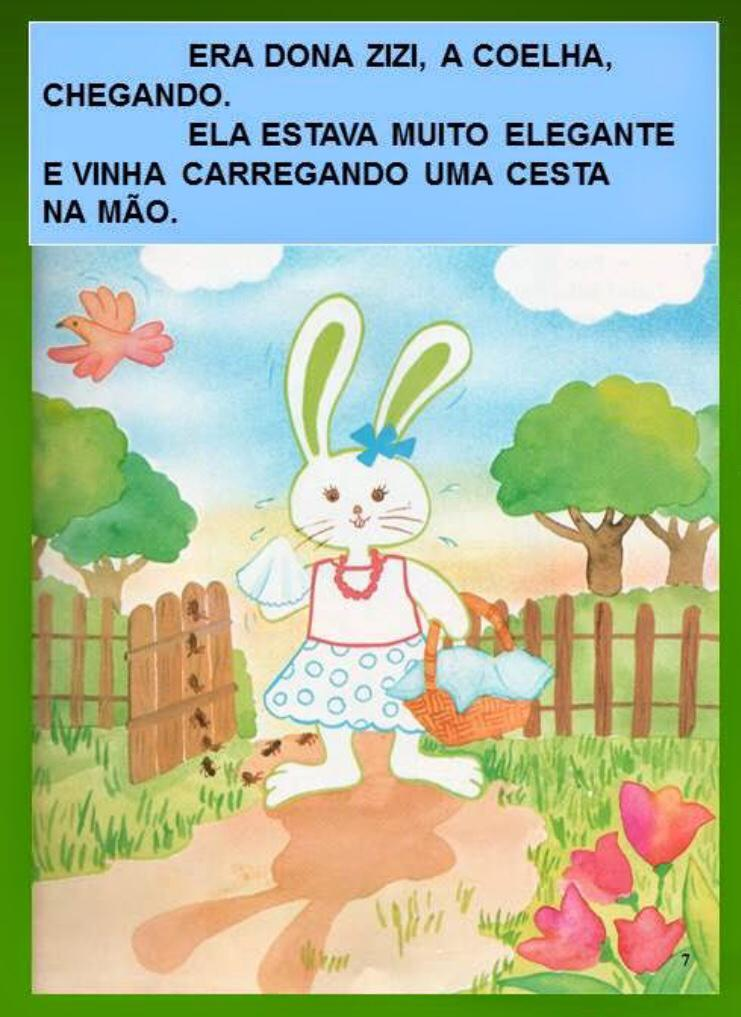 ERA DONA ZIZI, A COELHA,
CHEGANDO.
ELA ESTAVA MUITO ELEGANTE
E VINHA CARREGANDO UMA CESTA
NA MÃO.
7